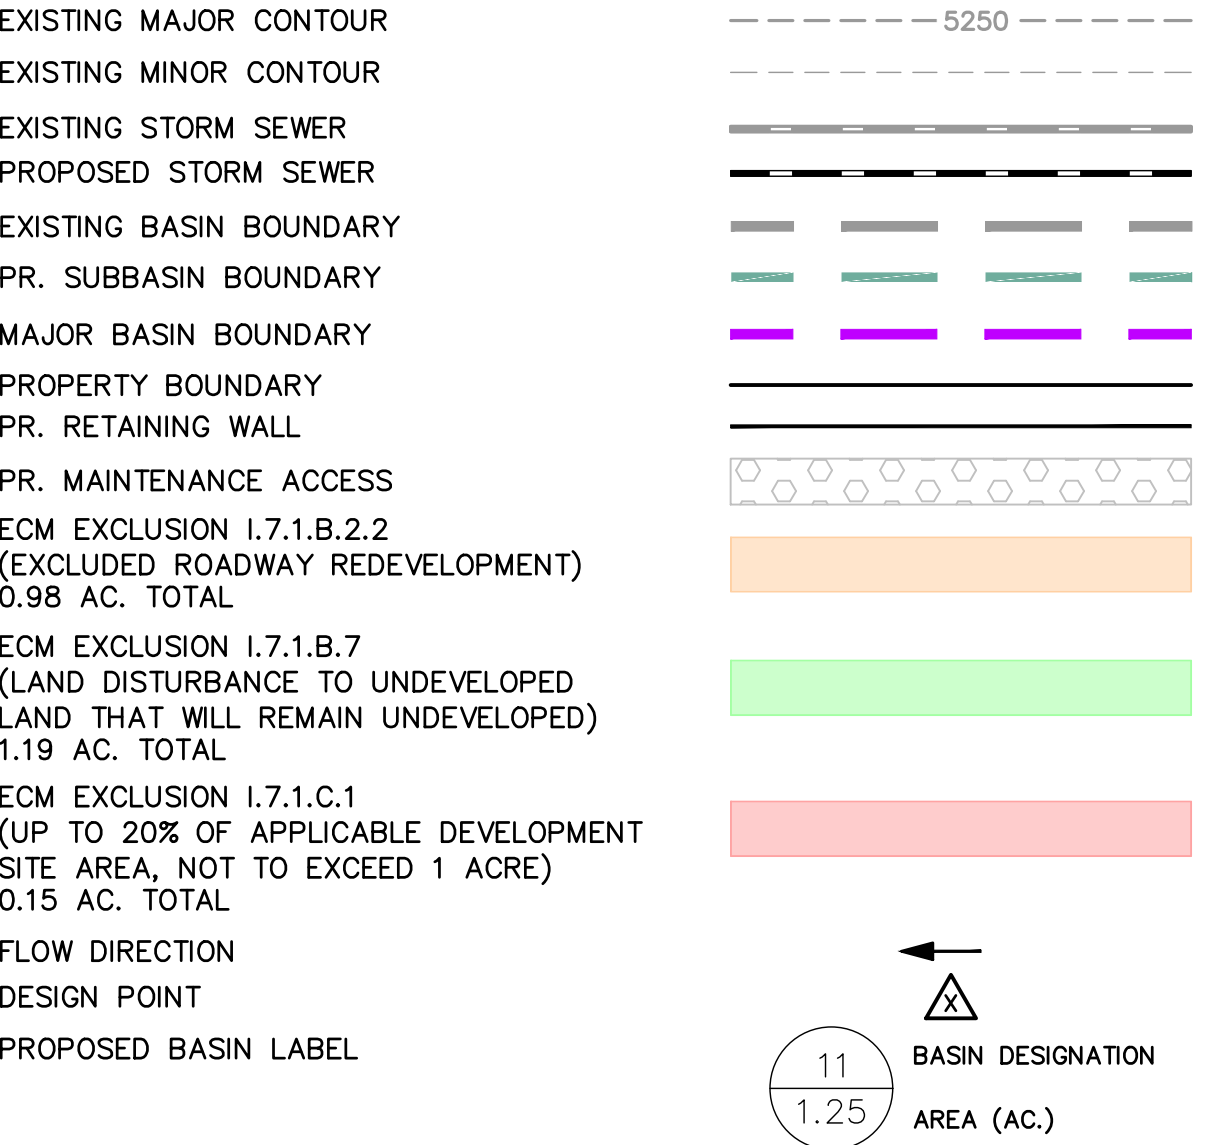 EXISTING MAJOR CONTOUR 5250
EXISTING MINOR CONTOUR
EXISTING STORM SEWER
PROPOSED STORM SEWER
EXISTING BASIN BOUNDARY
PR. SUBBASIN BOUNDARY
MAJOR BASIN BOUNDARY
PROPERTY BOUNDARY
PR. RETAINING WALL
PR. MAINTENANCE ACCESS
ECM EXCLUSION I.7.1.B.2.2
(EXCLUDED ROADWAY REDEVELOPMENT)
0.98 AC. TOTAL
ECM EXCLUSION I.7.1.B.7
(LAND DISTURBANCE TO UNDEVELOPED
LAND THAT WILL REMAIN UNDEVELOPED)
1.19 AC. TOTAL
ECM EXCLUSION I.7.1.C.1
(UP TO 20% OF APPLICABLE DEVELOPMENT
SITE AREA, NOT TO EXCEED 1 ACRE)
0.15 AC. TOTAL
FLOW DIRECTION
DESIGN POINT X
PROPOSED BASIN LABEL
11 BASIN DESIGNATION
1.25 AREA (AC.)